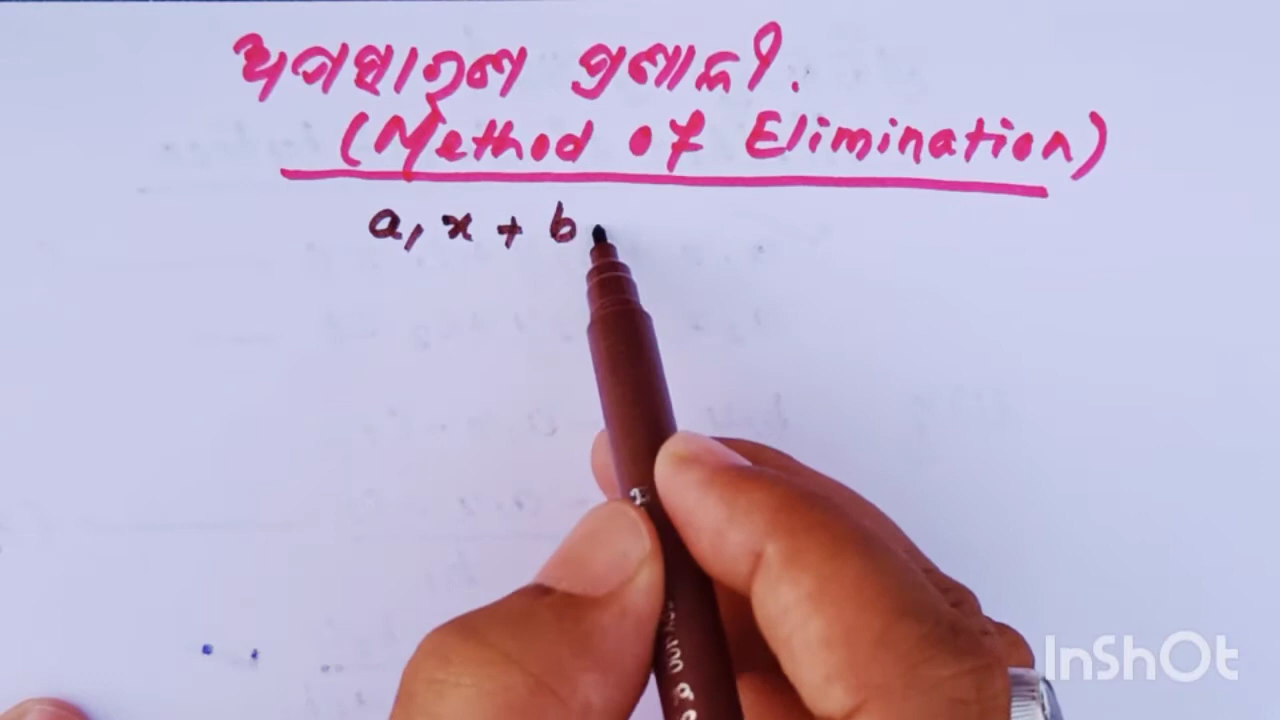 ଅପସାରଣ ପ୍ରଣାଳୀ.
(Method of Elimination)
a₁x + b
InShOt